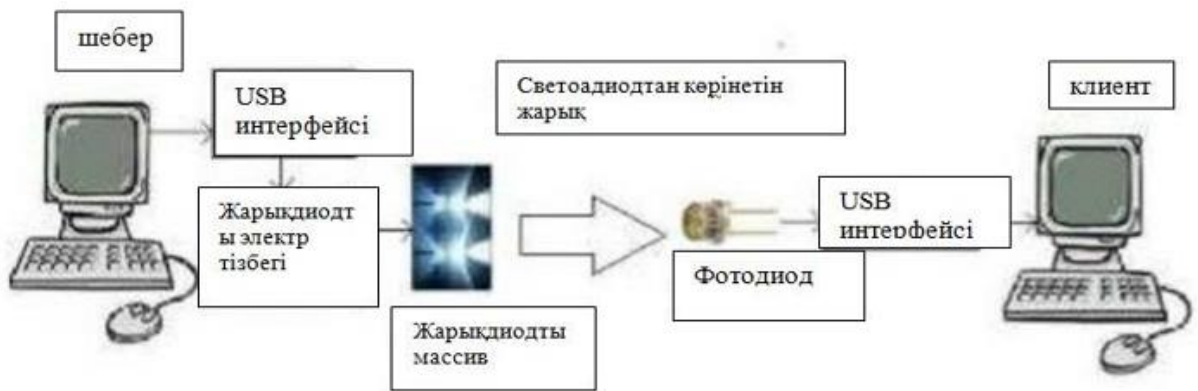 шебер
USB
интерфейсі
Светоадиодтан көрінетін
жарық
клиент
Жарықдиодт
ы электр
тізбегі
USB
интерфейсі
Фотодиод
Жарықдиодты
массив